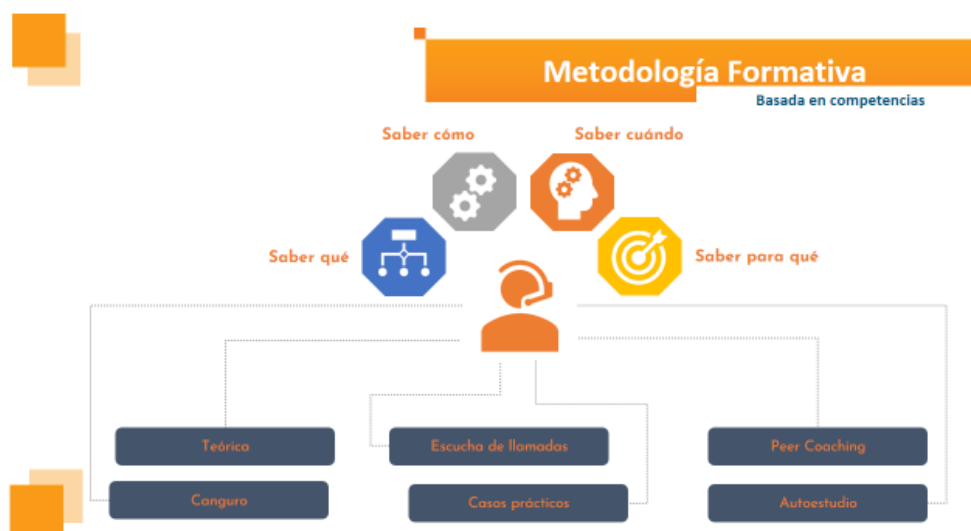 Metodología Formativa
Basada en competencias
Saber cómo
Saber cuándo
Saber qué
Saber para qué
Teórica
Escucha de llamadas
Peer Coaching
Canguro
Casos prácticos
Autoestudio